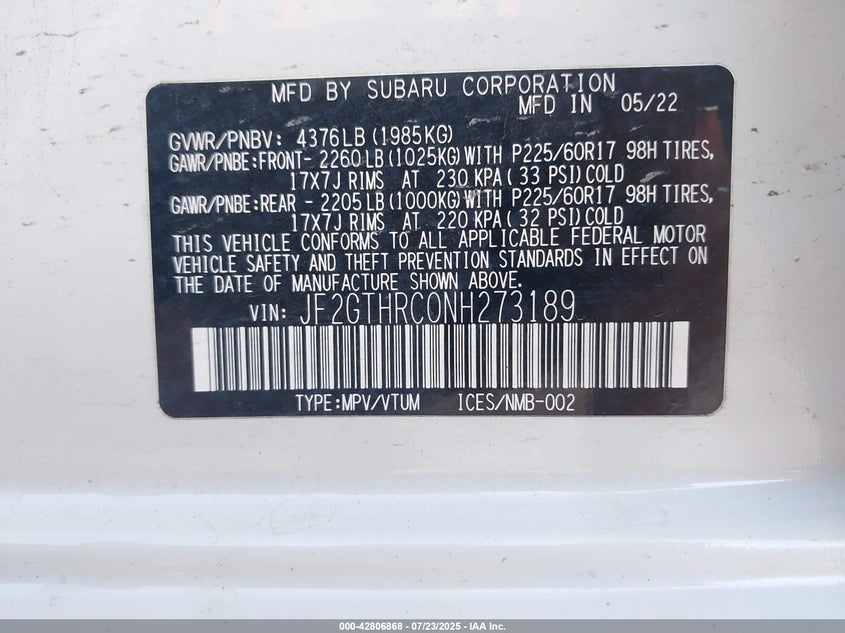 MFD BY SUBARU CORPORATION
MFD IN 05/22
GVWR/PNBV: 4376LB (1985KG)
GAWR/PNBE:FRONT- 2260LB (1025KG) WITH P225/60R17 98H TIRES,
17X7J RIMS AT 230 KPA ( 33 PSI) COLD
GAWR/PNBE:REAR - 2205LB (1000KG) WITH P225/60R17 98H TIRES,
17X7J RIMS AT 220 KPA ( 32 PSI) COLD
THIS VEHICLE CONFORMS TO ALL APPLICABLE FEDERAL MOTOR
VEHICLE SAFETY AND THEFT PREVENTION STANDARDS IN EFFECT ON
THE DATE OF MANUFACTURE SHOWN ABOVE.
VIN: JF2GTHRC0NH273189
TYPE:MPV/VTUM ICES/NMB-002
000-42806868 - 07/23/2025 - IAA Inc.